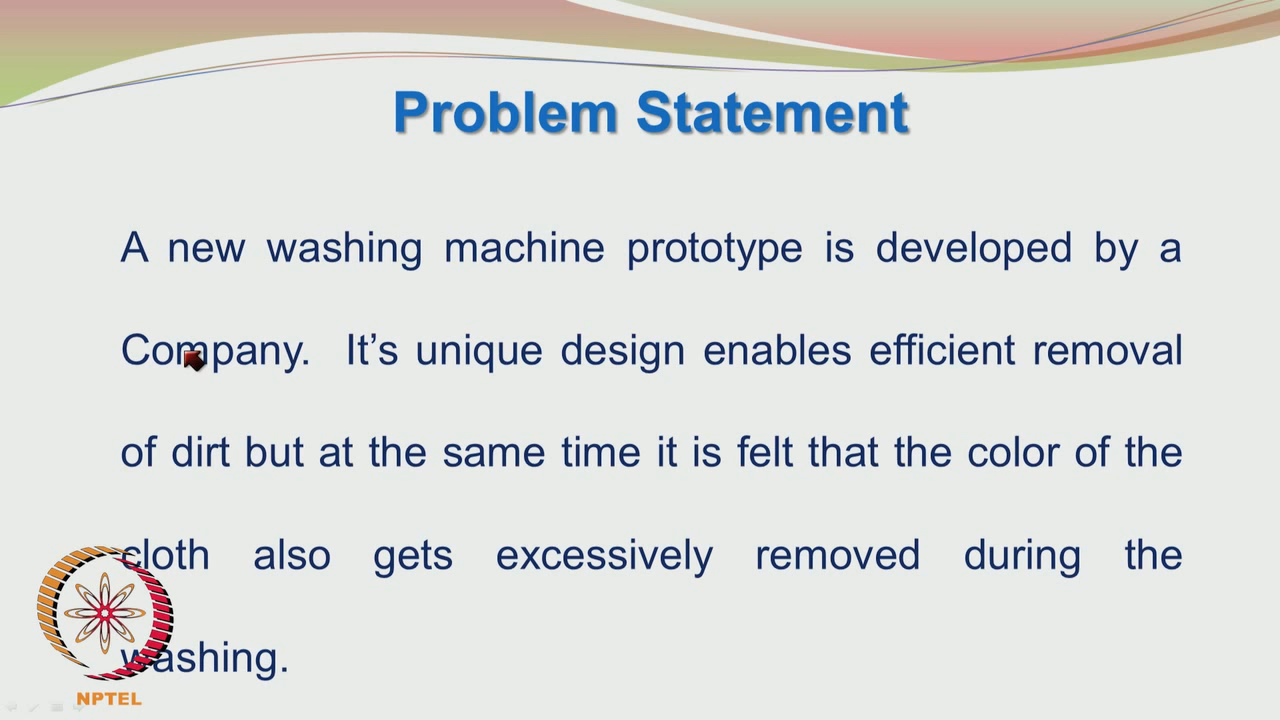 Problem Statement
A new washing machine prototype is developed by a
Company. It’s unique design enables efficient removal
of dirt but at the same time it is felt that the color of the
cloth also gets excessively removed during the
washing.
NPTEL